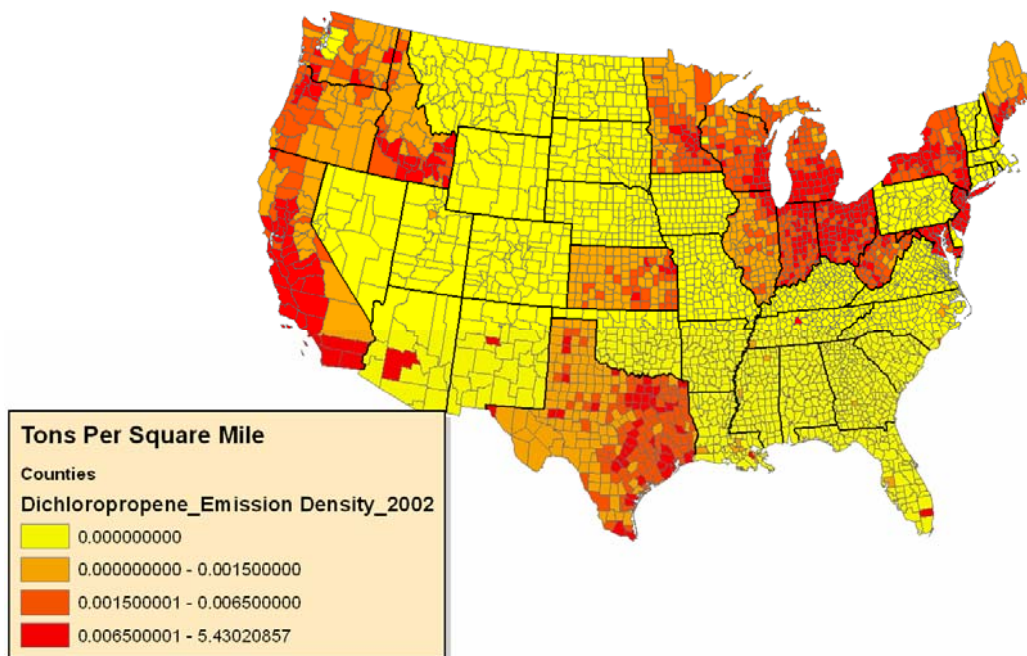 Tons Per Square Mile
Counties
Dichloropropene_Emission Density_2002
0.000000000
0.000000000 - 0.001500000
0.001500001 - 0.006500000
0.006500001 - 5.43020857